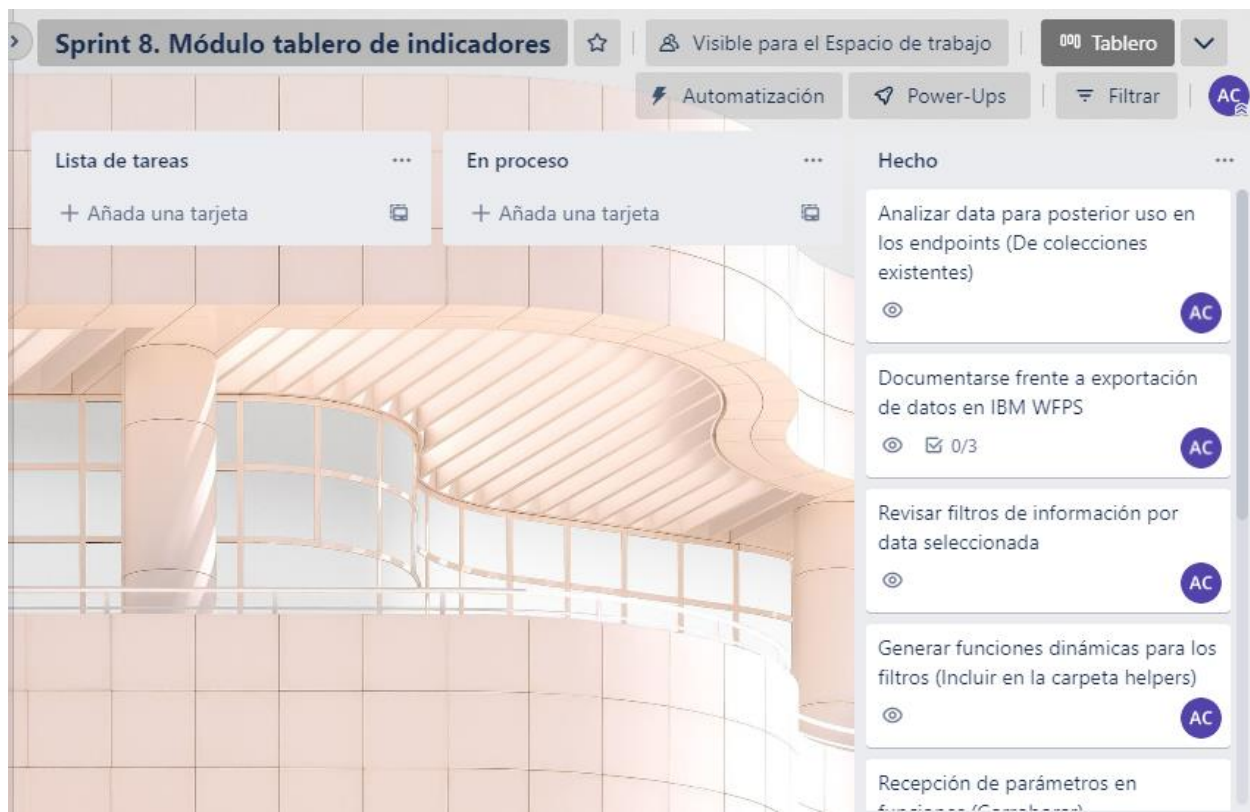 Sprint 8. Módulo tablero de indicadores
Visible para el Espacio de trabajo
Tablero
Automatización
Power-Ups
Filtrar
AC
Lista de tareas
Añada una tarjeta
En proceso
Añada una tarjeta
Hecho
Analizar data para posterior uso en
los endpoints (De colecciones
existentes)
AC
Documentarse frente a exportación
de datos en IBM WFPS
0/3
AC
Revisar filtros de información por
data seleccionada
AC
Generar funciones dinámicas para los
filtros (Incluir en la carpeta helpers)
AC
Recepción de parámetros en
funciones (Corroborar)